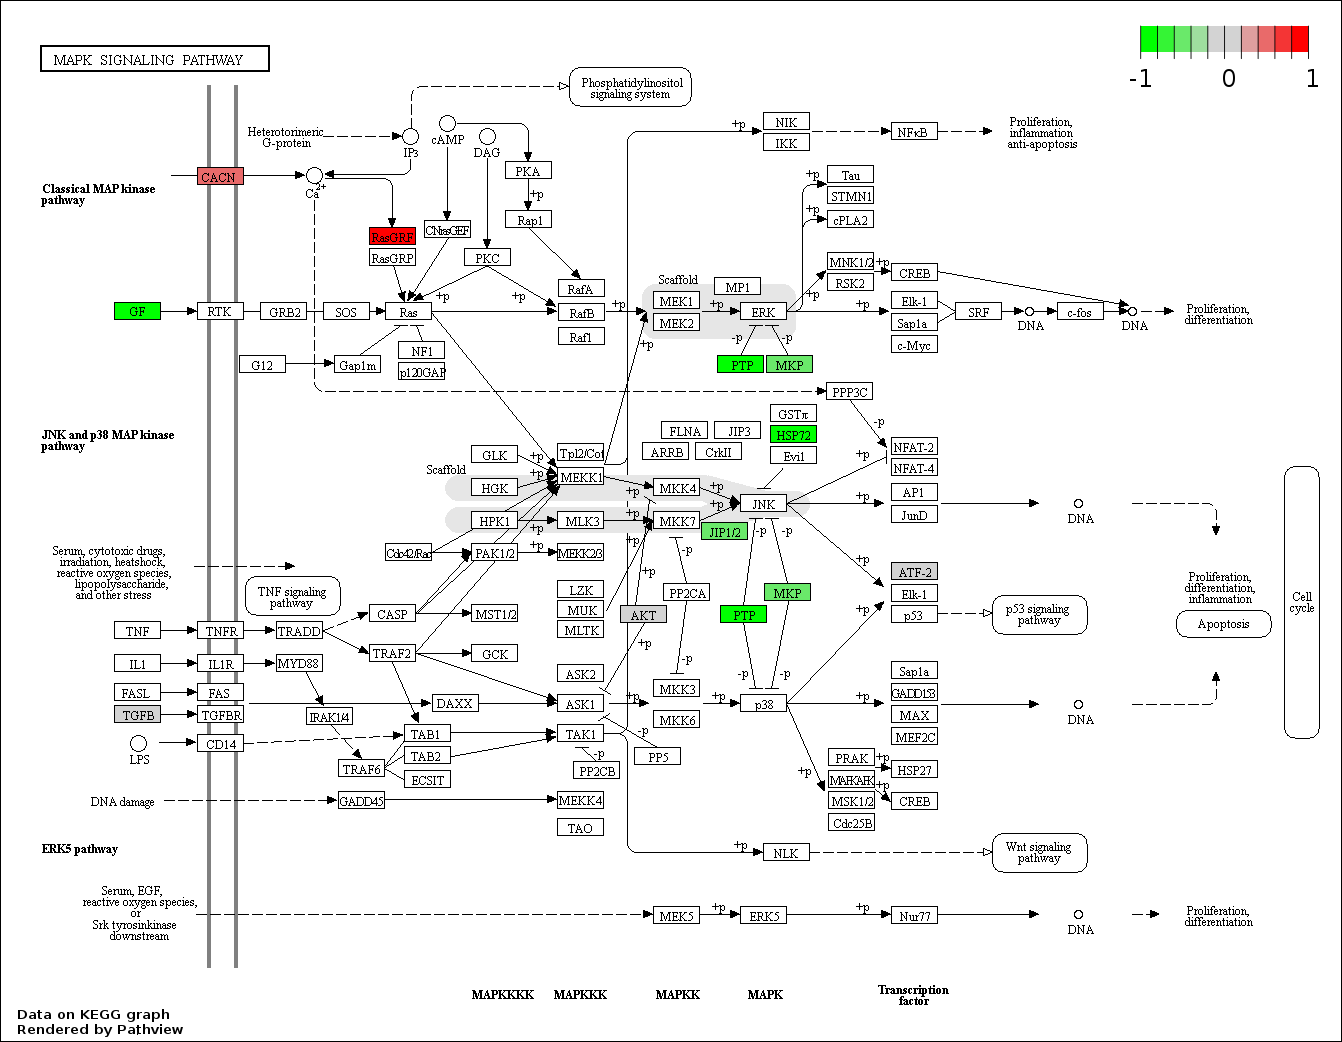 -1 0 1
MAPK SIGNALING PATHWAY
Phosphatidylinositol
signaling system
Heterotorimeric
G-protein
IP3
cAMP
DAG
+p
NIK
IKK
NFκB
Proliferation,
inflammation
anti-apoptosis
Classical MAP kinase
pathway
CACN
Ca2+
PKA
+p
Rap1
Tau
STMN1
cPLA2
+p
+p
RasGRF
RasGRP
CNrasGEF
PKC
RafA
RafB
Raf1
Scaffold
MEK1
MEK2
MP1
ERK
MNK1/2
RSK2
+p
CREB
GF
RTK
GRB2
SOS
Ras
+p
+p
+p
+p
+p
+p
Elk-1
Sap1a
c-Myc
SRF
DNA
c-fos
DNA
Proliferation,
differentiation
G12
Gap1m
NF1
p120GAP
-p
-p
PTP
MKP
PPP3C
-p
JNK and p38 MAP kinase
pathway
Scaffold
GLK
HGK
HPK1
+p
+p
+p
Tpl2/Cot
MEKK1
MLK3
FLNA
JIP3
ARRB
CrkII
GSTπ
HSP72
Evi1
NFAT-2
NFAT-4
+p
MKK4
MKK7
+p
+p
+p
+p
+p
JNK
JIP1/2
+p
AP1
JunD
DNA
Cdc42/Rac
PAK1/2
+p
MEKK2/3
-p
-p
-p
+p
ATF-2
Elk-1
p53
+p
p53 signaling
pathway
Serum, cytotoxic drugs,
irradiation, heatshock,
reactive oxygen species,
lipopolysaccharide,
and other stress
TNF signaling
pathway
LZK
MUK
MLTK
+p
PP2CA
AKT
+p
PTP
MKP
Proliferation,
differentiation,
inflammation
Apoptosis
Cell
cycle
CASP
MST1/2
TNF
TNFR
TRADD
TRAF2
GCK
IL1
IL1R
MYD88
ASK2
-p
MKK3
MKK6
-p
-p
FASL
FAS
DAXX
ASK1
+p
+p
p38
+p
+p
Sap1a
GADD153
MAX
MEF2C
DNA
TGFB
TGFBR
IRAK1/4
TAB1
TAK1
-p
PP5
LPS
CD14
TAB2
ECSIT
TRAF6
-p
PP2CB
PRAK
MAPKAPK
MSK1/2
Cdc25B
+p
+p
HSP27
CREB
DNA damage
GADD45
MEKK4
TAO
ERK5 pathway
+p
NLK
Wnt signaling
pathway
Serum, EGF,
reactive oxygen species,
or
Srk tyrosinkinase
downstream
MEK5
+p
ERK5
+p
Nur77
DNA
Proliferation,
differentiation
MAPKKKK
MAPKKK
MAPKK
MAPK
Transcription
factor
Data on KEGG graph
Rendered by Pathview